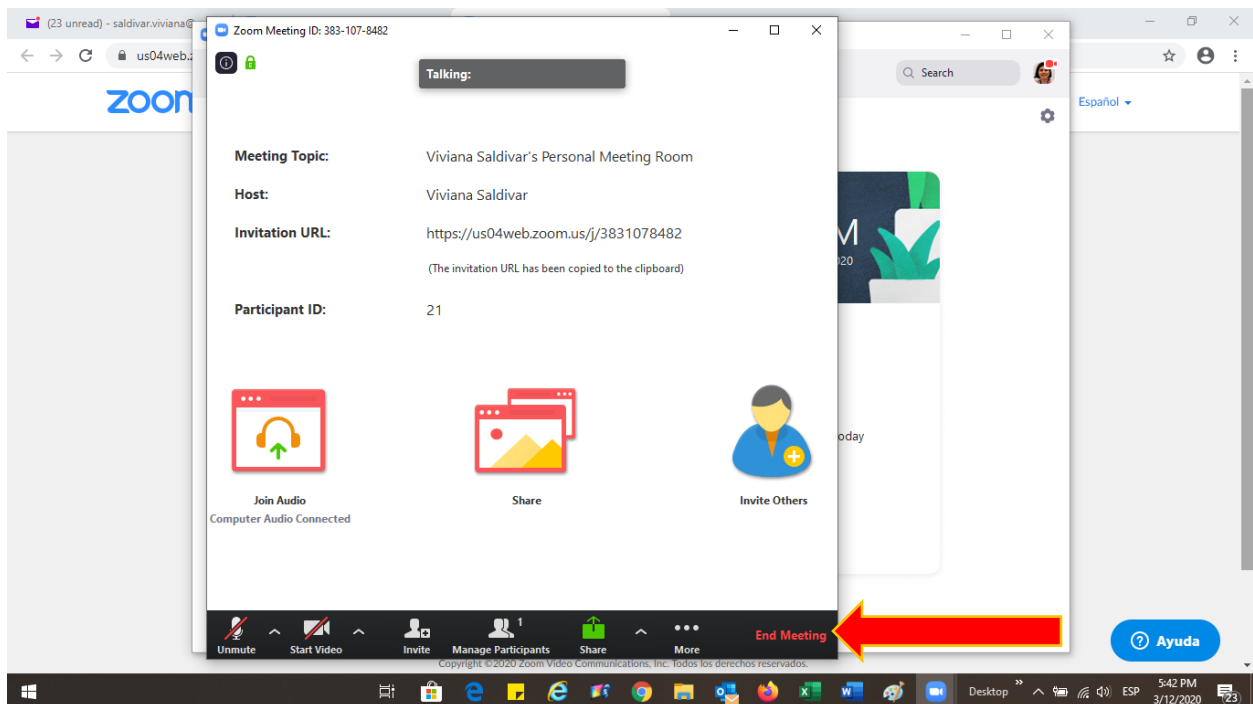 (23 unread) - saldivar.viviana@
us04web.z
zoom
Español
Search
Zoom Meeting ID: 383-107-8482
Talking:
Meeting Topic: Viviana Saldivar's Personal Meeting Room
Host: Viviana Saldivar
Invitation URL: https://us04web.zoom.us/j/3831078482
(The invitation URL has been copied to the clipboard)
Participant ID: 21
M
020
oday
Join Audio
Computer Audio Connected
Share
Invite Others
Unmute
Start Video
Invite
1
Manage Participants
Share
More
End Meeting
Copyright ©2020 Zoom Video Communications, Inc. Todos los derechos reservados.
Ayuda
Desktop
ESP
5:42 PM
3/12/2020
23